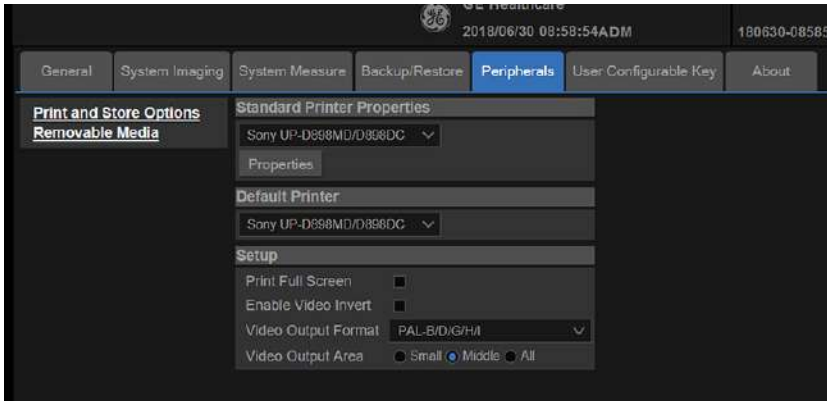 GE Healthcare
2018/06/30 08:58:54ADM
180630-08585
General System Imaging System Measure Backup/Restore Peripherals User Configurable Key About
Print and Store Options
Removable Media
Standard Printer Properties
Sony UP-D898MD/D898DC
Properties
Default Printer
Sony UP-D898MD/D898DC
Setup
Print Full Screen
Enable Video Invert
Video Output Format PAL-B/D/G/H/I
Video Output Area Small Middle All